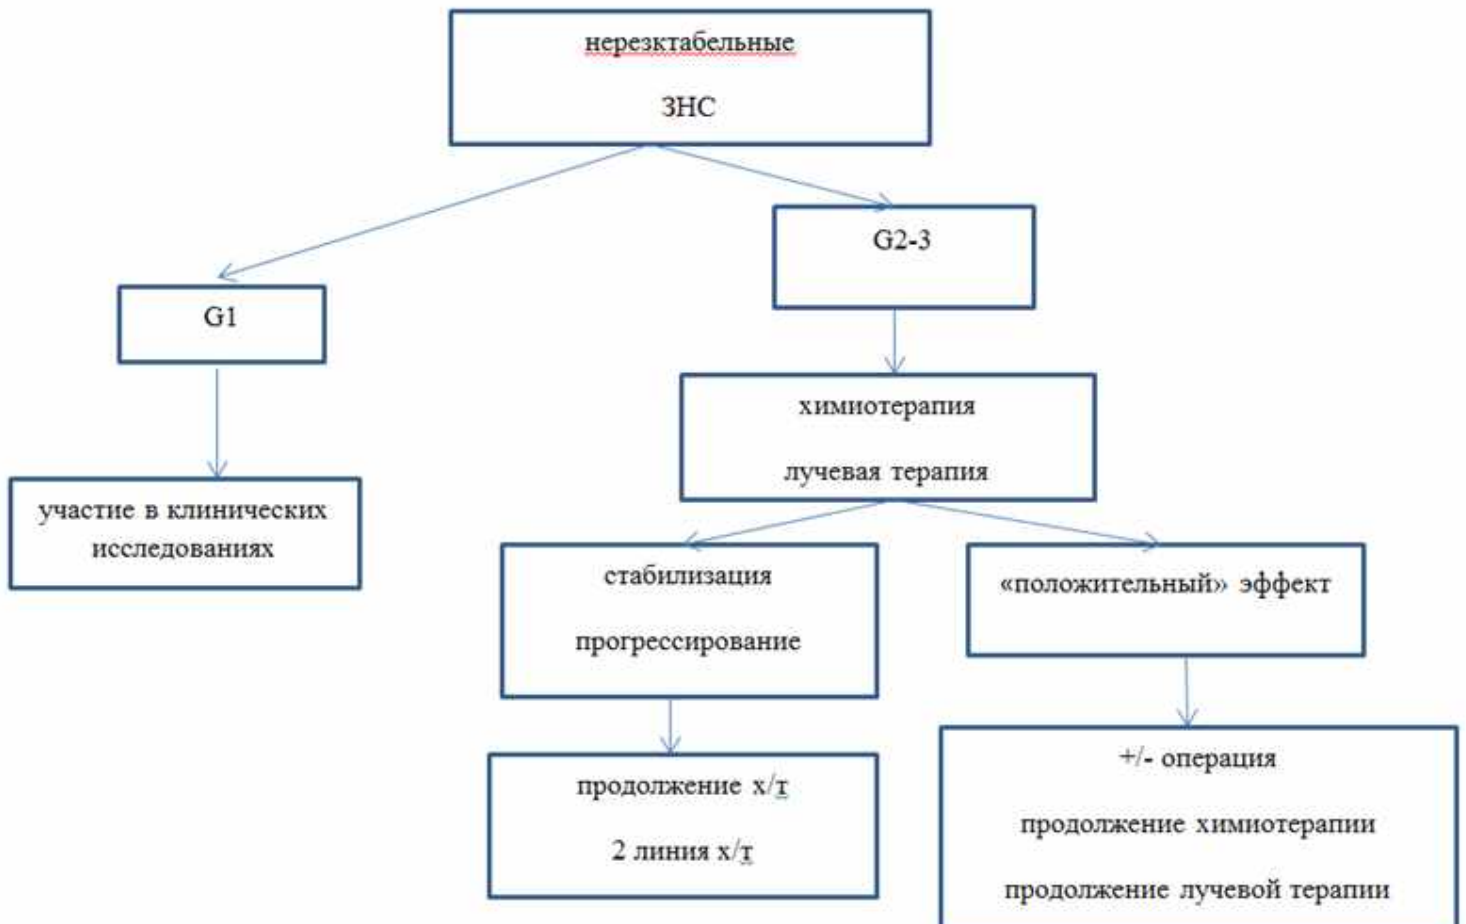 нерезктабельные
ЗНС
G2-3
G1
химиотерапия
лучевая терапия
участие в клинических
исследованиях
стабилизация
прогрессирование
«положительный» эффект
продолжение х/т
2 линия х/т
+/- операция
продолжение химиотерапии
продолжение лучевой терапии